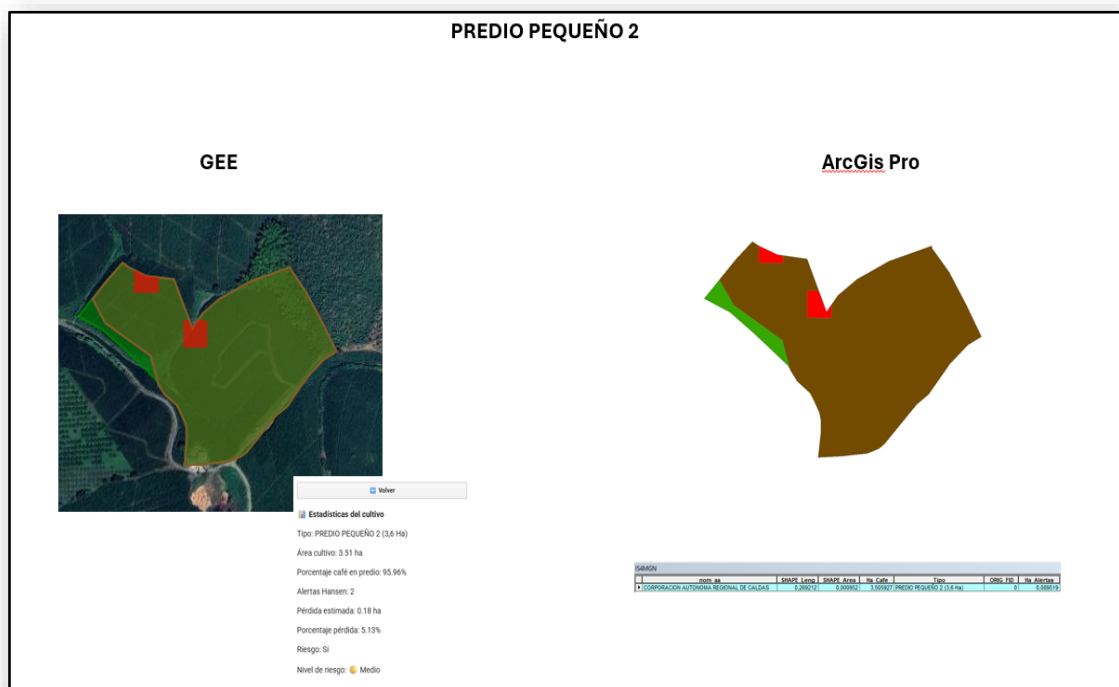 PREDIO PEQUEÑO 2
GEE
ArcGis Pro
Volver
Estadísticas del cultivo
Tipo: PREDIO PEQUEÑO 2 (3,6 Ha)
Área cultivo: 3.51 ha
Porcentaje café en predio: 95.96%
Alertas Hansen: 2
Pérdida estimada: 0.18 ha
Porcentaje pérdida: 5.13%
Riesgo: Sí
Nivel de riesgo: Medio
nom_aa SHAPE_Leng SHAPE_Area Ha_Cafe Tipo ORIG_FID Ha_Alertas
CORPORACION AUTONOMA REGIONAL DE CALDAS 0,269212 0,000952 3,505927 PREDIO PEQUEÑO 2 (3,6 Ha) 0 0,089519